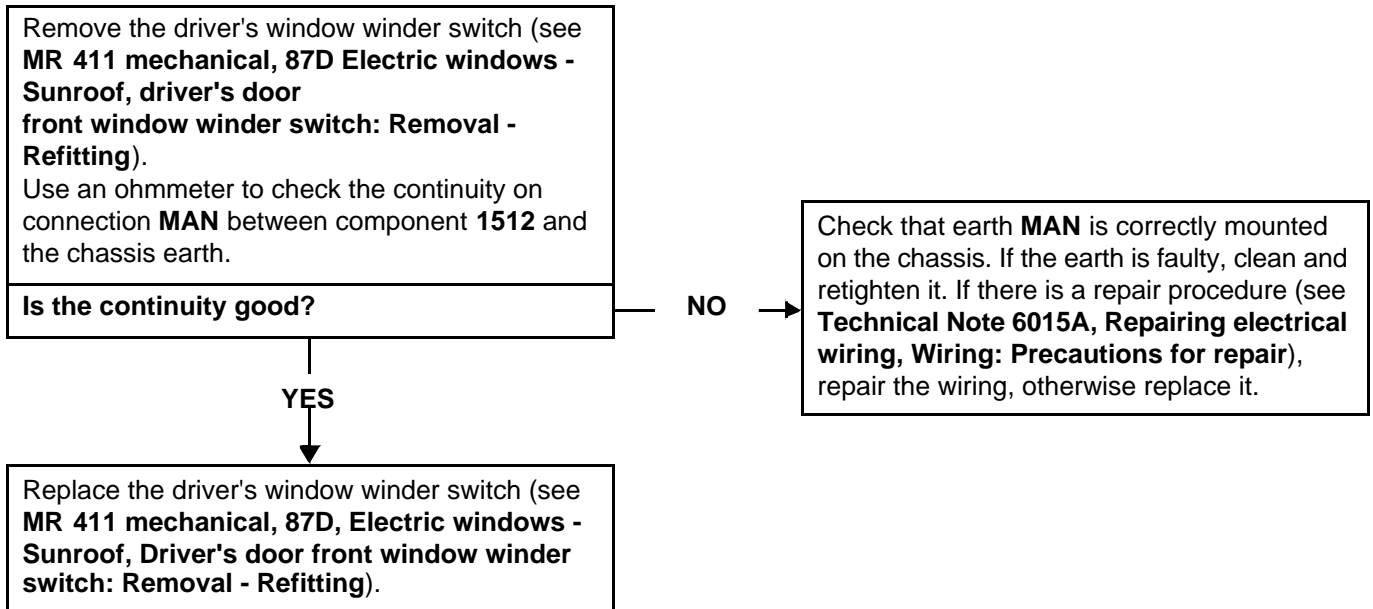 Remove the driver's window winder switch (see
MR 411 mechanical, 87D Electric windows -
Sunroof, driver's door
front window winder switch: Removal -
Refitting).
Use an ohmmeter to check the continuity on
connection MAN between component 1512 and
the chassis earth.
Is the continuity good?
NO
Check that earth MAN is correctly mounted
on the chassis. If the earth is faulty, clean and
retighten it. If there is a repair procedure (see
Technical Note 6015A, Repairing electrical
wiring, Wiring: Precautions for repair),
repair the wiring, otherwise replace it.
YES
Replace the driver's window winder switch (see
MR 411 mechanical, 87D, Electric windows -
Sunroof, Driver's door front window winder
switch: Removal - Refitting).